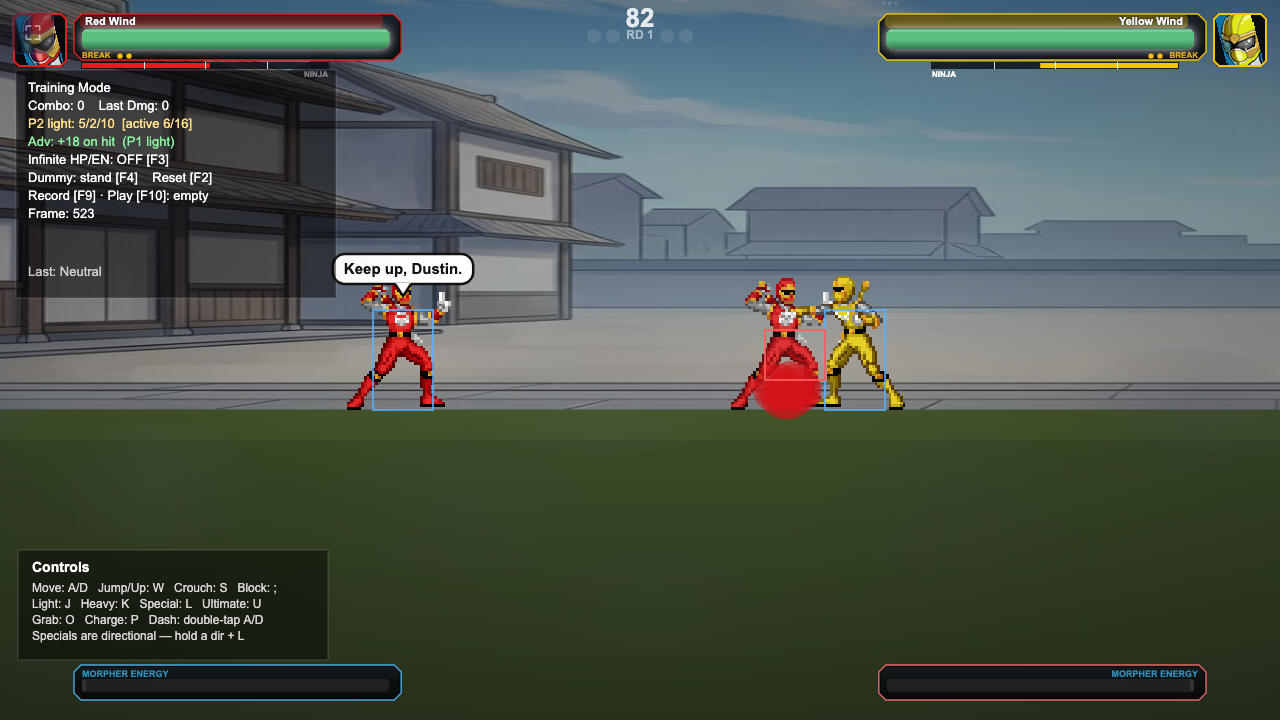 Red Wind
BREAK
NINJA
82
RD 1
Yellow Wind
BREAK
NINJA
Training Mode
Combo: 0 Last Dmg: 0
P2 light: 5/2/10 [active 6/16]
Adv: +18 on hit (P1 light)
Infinite HP/EN: OFF [F3]
Dummy: stand [F4] Reset [F2]
Record [F9] · Play [F10]: empty
Frame: 523
Last: Neutral
Keep up, Dustin.
Controls
Move: A/D Jump/Up: W Crouch: S Block: ;
Light: J Heavy: K Special: L Ultimate: U
Grab: O Charge: P Dash: double-tap A/D
Specials are directional — hold a dir + L
MORPHER ENERGY
MORPHER ENERGY